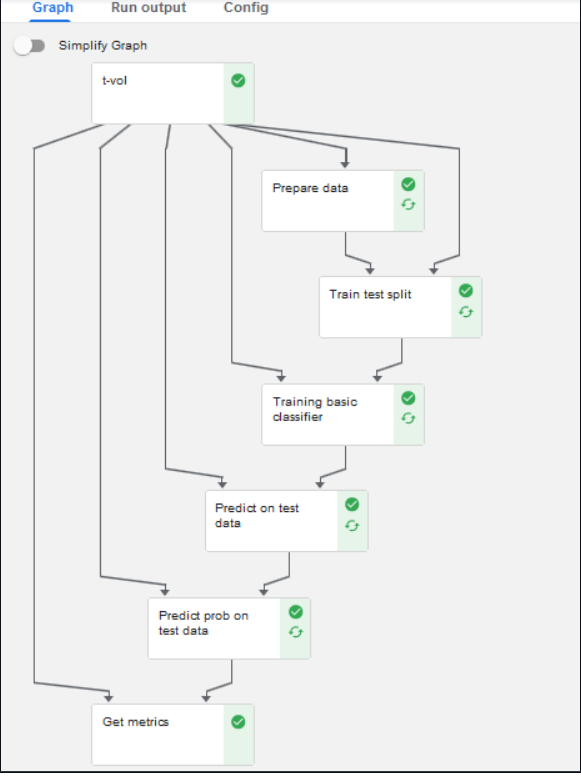 Graph Run output Config
Simplify Graph
t-vol
Prepare data
Train test split
Training basic
classifier
Predict on test
data
Predict prob on
test data
Get metrics